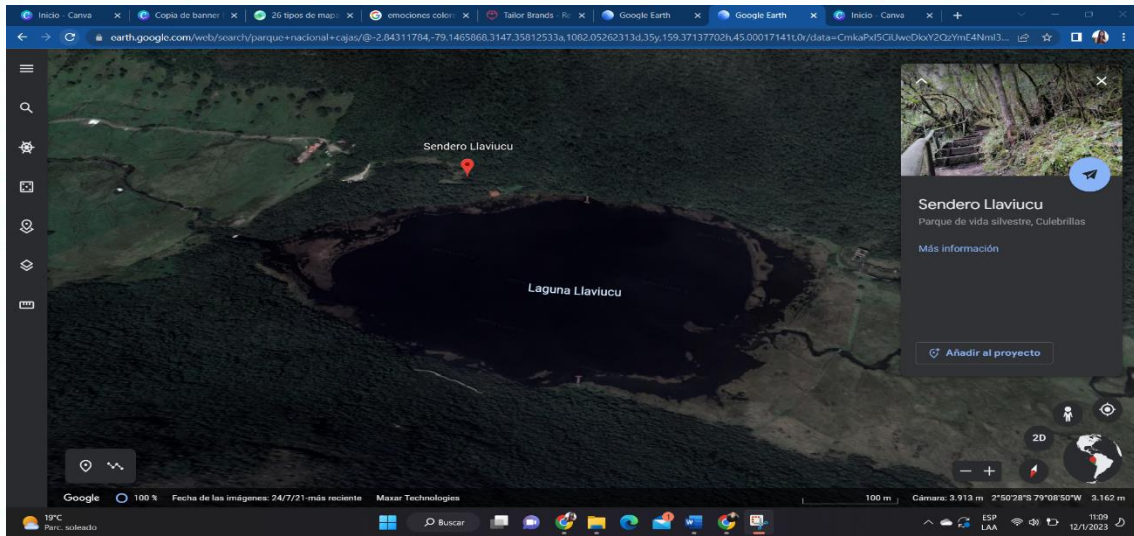 Inicio - Canva
Copia de banner
26 tipos de mapa
emociones color
Tailor Brands - Re
Google Earth
Google Earth
Inicio - Canva
Sendero Llaviucu
Laguna Llaviucu
Sendero Llaviucu
Parque de vida silvestre, Culebrillas
Más información
Añadir al proyecto
2D
Google 100 % Fecha de las imágenes: 24/7/21-más reciente Maxar Technologies 100 m Cámara: 3.913 m 2°50'28"S 79°08'50"W 3.162 m
19°C
Parc. soleado
Buscar
ESP
LAA
11:09
12/1/2023